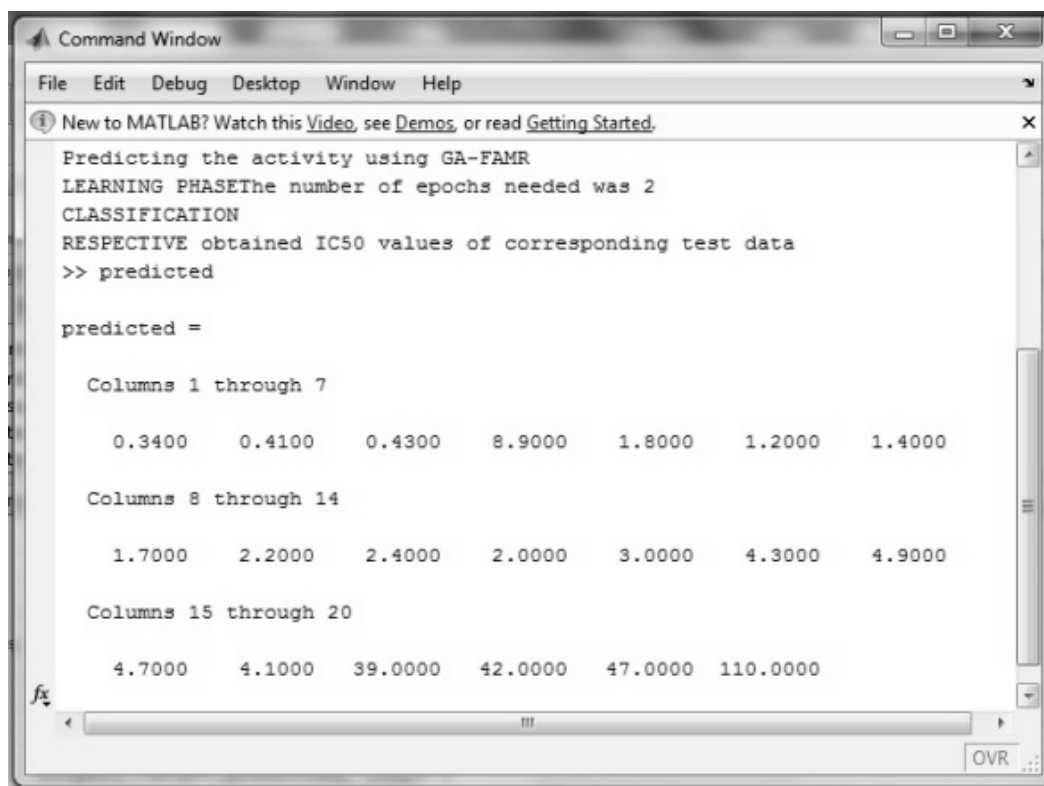 Command Window
File Edit Debug Desktop Window Help
New to MATLAB? Watch this Video, see Demos, or read Getting Started.
Predicting the activity using GA-FAMR
LEARNING PHASEThe number of epochs needed was 2
CLASSIFICATION
RESPECTIVE obtained IC50 values of corresponding test data
>> predicted
predicted =
Columns 1 through 7
0.3400 0.4100 0.4300 8.9000 1.8000 1.2000 1.4000
Columns 8 through 14
1.7000 2.2000 2.4000 2.0000 3.0000 4.3000 4.9000
Columns 15 through 20
4.7000 4.1000 39.0000 42.0000 47.0000 110.0000
fx
OVR